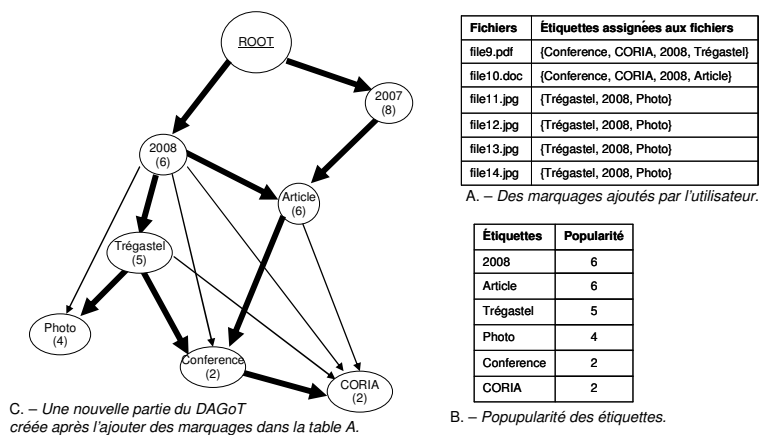 ROOT
2007
(8)
2008
(6)
Article
(6)
Trégastel
(5)
Photo
(4)
Conference
(2)
CORIA
(2)
C. – Une nouvelle partie du DAGoT
créée après l'ajouter des marquages dans la table A.
Fichiers Étiquettes assignées aux fichiers
file9.pdf {Conference, CORIA, 2008, Trégastel}
file10.doc {Conference, CORIA, 2008, Article}
file11.jpg {Trégastel, 2008, Photo}
file12.jpg {Trégastel, 2008, Photo}
file13.jpg {Trégastel, 2008, Photo}
file14.jpg {Trégastel, 2008, Photo}
A. – Des marquages ajoutés par l'utilisateur.
Étiquettes Popularité
2008 6
Article 6
Trégastel 5
Photo 4
Conference 2
CORIA 2
B. – Popupularité des étiquettes.